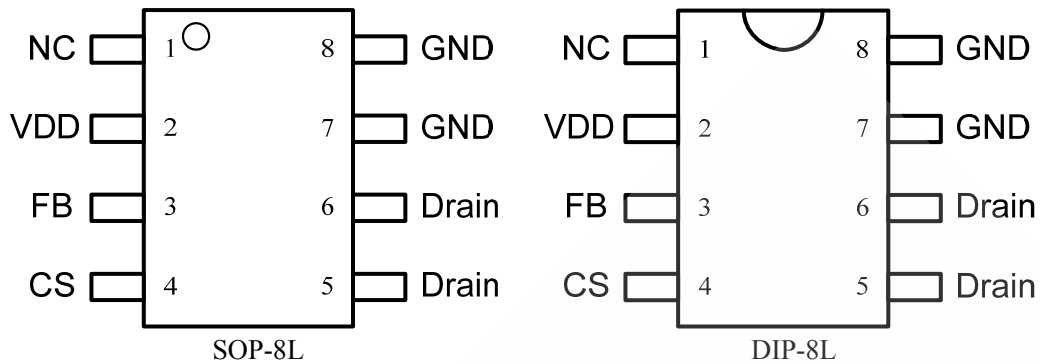 NC 1 8 GND NC 1 8 GND
VDD 2 7 GND VDD 2 7 GND
FB 3 6 Drain FB 3 6 Drain
CS 4 5 Drain CS 4 5 Drain
SOP-8L DIP-8L